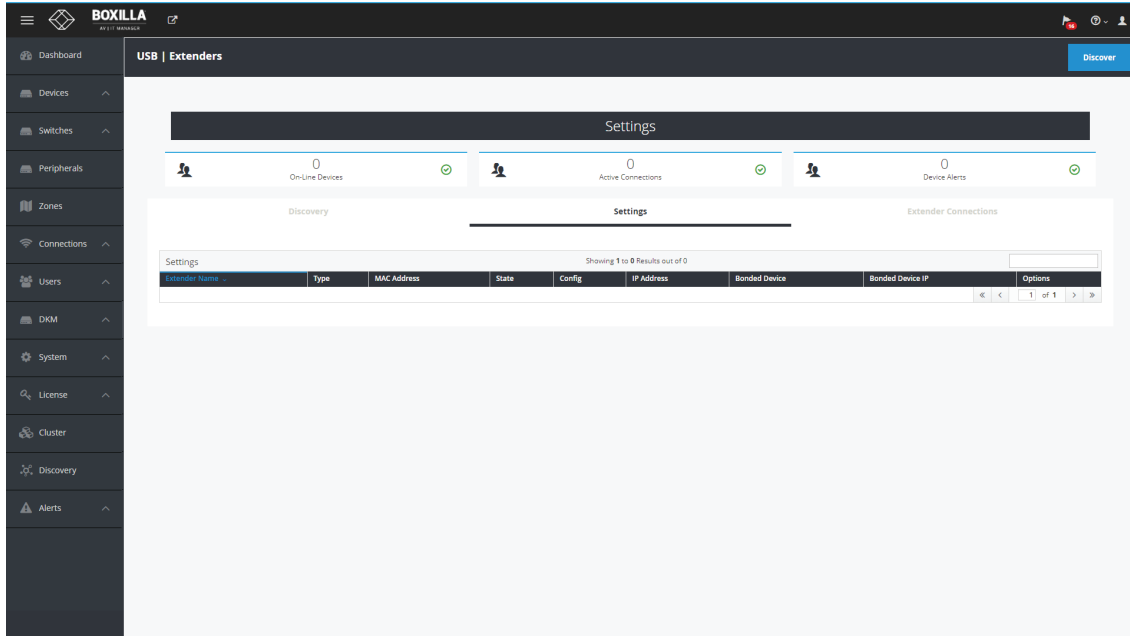 BOXILLA
AV | IT MANAGER
16
Dashboard
USB | Extenders
Discover
Devices
Switches
Peripherals
Zones
Connections
Users
DKM
System
License
Cluster
Discovery
Alerts
Settings
0
On-Line Devices
0
Active Connections
0
Device Alerts
Discovery
Settings
Extender Connections
Settings
Showing 1 to 0 Results out of 0
Extender Name
Type
MAC Address
State
Config
IP Address
Bonded Device
Bonded Device IP
Options
1 of 1